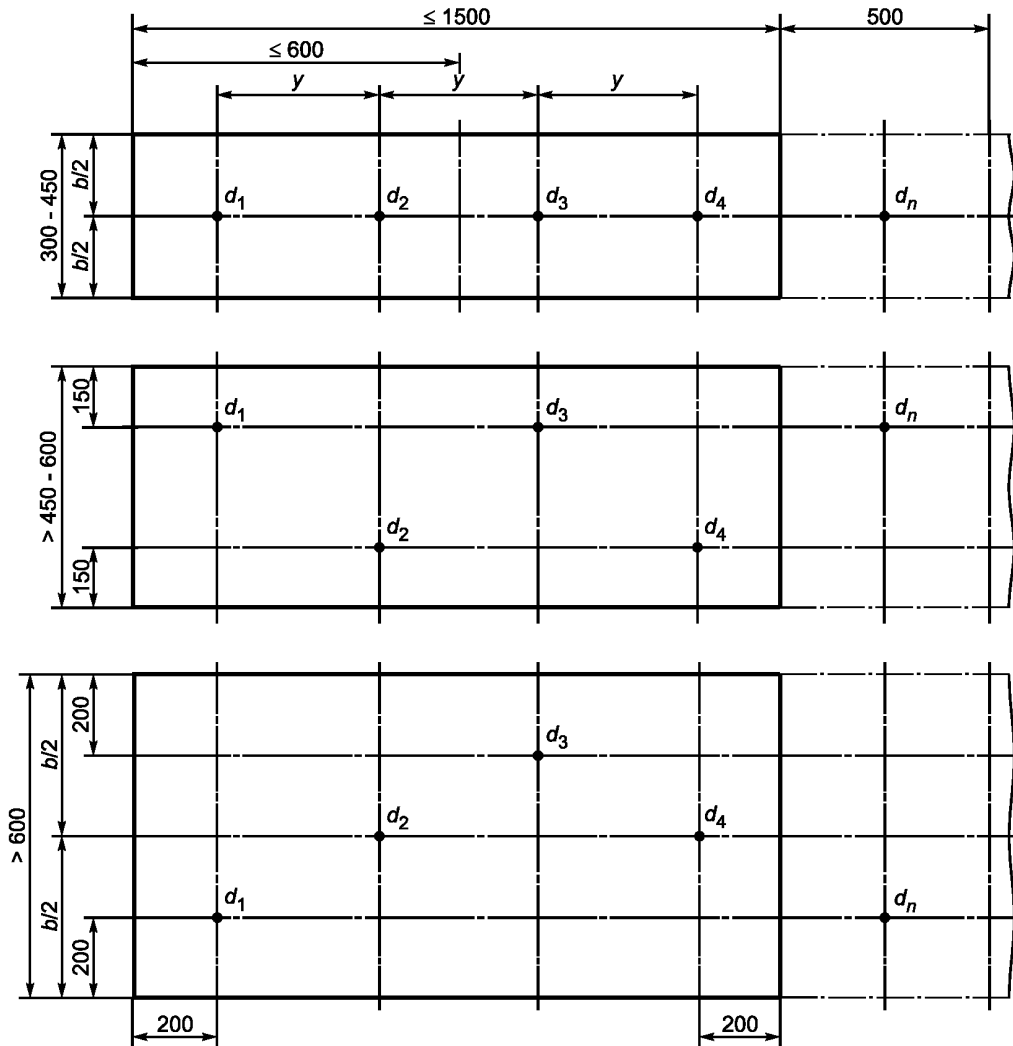 ≤ 1500
500
≤ 600
y
y
y
300 - 450
b/2
b/2
d1
d2
d3
d4
dn
> 450 - 600
150
150
d1
d3
dn
d2
d4
> 600
b/2
b/2
200
200
d3
d2
d4
d1
dn
200
200